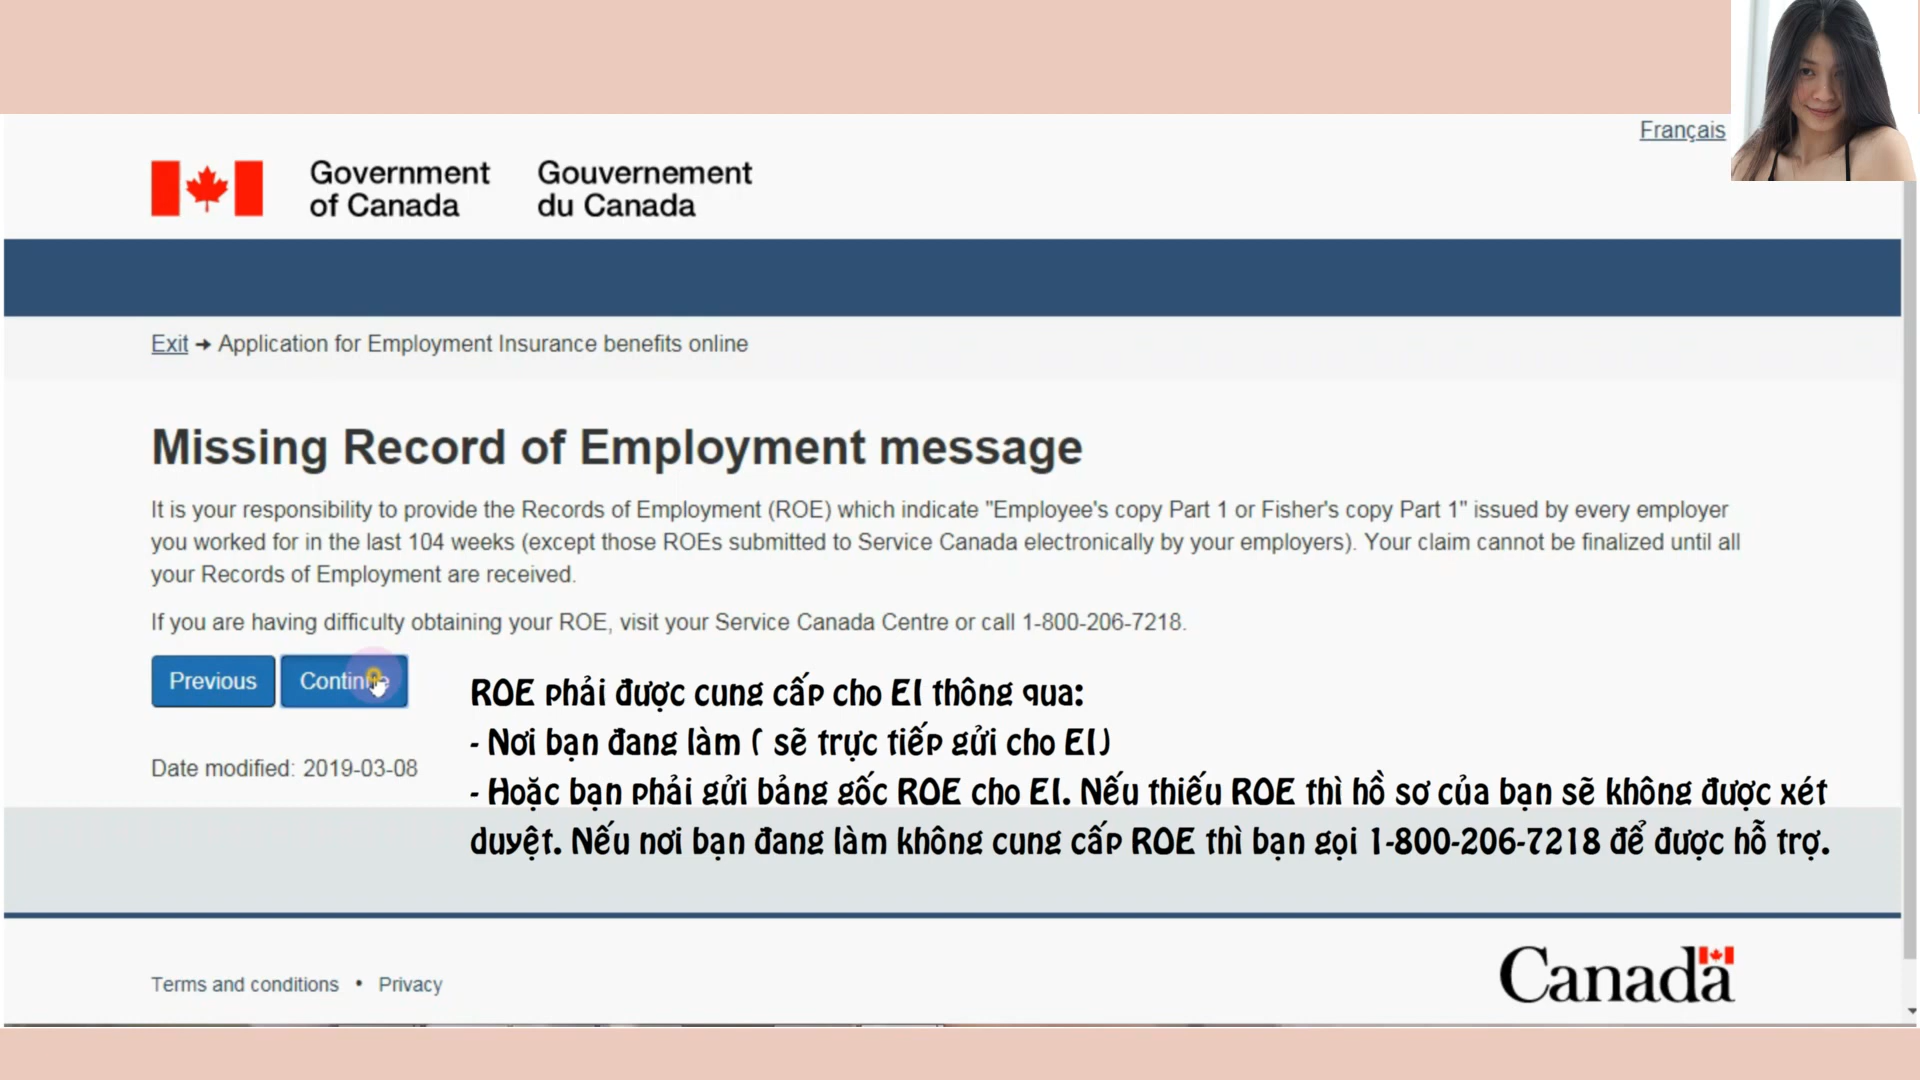 Français
Government
of Canada
Gouvernement
du Canada
Exit → Application for Employment Insurance benefits online
Missing Record of Employment message
It is your responsibility to provide the Records of Employment (ROE) which indicate "Employee's copy Part 1 or Fisher's copy Part 1" issued by every employer
you worked for in the last 104 weeks (except those ROEs submitted to Service Canada electronically by your employers). Your claim cannot be finalized until all
your Records of Employment are received.
If you are having difficulty obtaining your ROE, visit your Service Canada Centre or call 1-800-206-7218.
Previous
Continue
ROE phải được cung cấp cho EI thông qua:
- Nơi bạn đang làm ( sẽ trực tiếp gửi cho EI)
- Hoặc bạn phải gửi bảng gốc ROE cho EI. Nếu thiếu ROE thì hồ sơ của bạn sẽ không được xét
duyệt. Nếu nơi bạn đang làm không cung cấp ROE thì bạn gọi 1-800-206-7218 để được hỗ trợ.
Date modified: 2019-03-08
Terms and conditions • Privacy
Canada